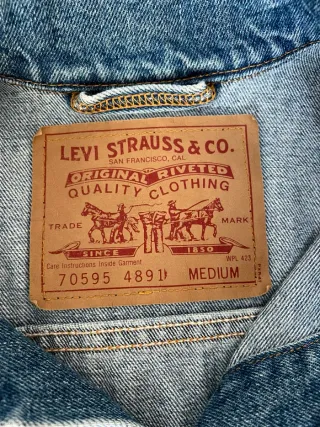 LEVI STRAUSS & CO.
SAN FRANCISCO, CAL.
ORIGINAL RIVETED
QUALITY CLOTHING
TRADE MARK
SINCE 1850
Care Instructions Inside Garment WPL 423
70595 4891 MEDIUM